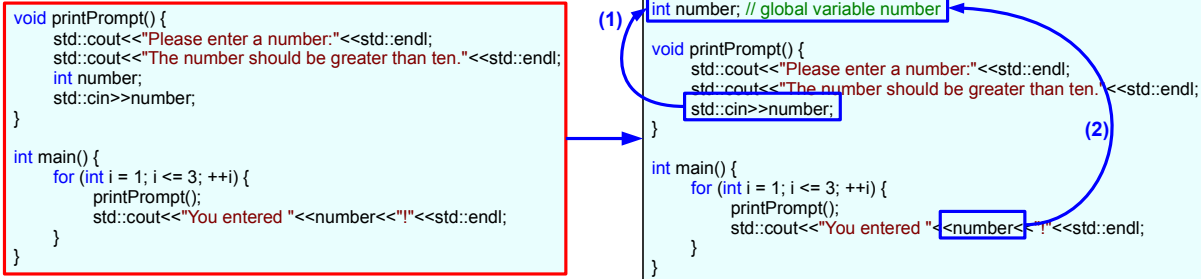 void printPrompt() {
std::cout<<"Please enter a number:"<<std::endl;
std::cout<<"The number should be greater than ten."<<std::endl;
int number;
std::cin>>number;
}
int main() {
for (int i = 1; i <= 3; ++i) {
printPrompt();
std::cout<<"You entered "<<number<<"!"<<std::endl;
}
}
(1)
int number; // global variable number
void printPrompt() {
std::cout<<"Please enter a number:"<<std::endl;
std::cout<<"The number should be greater than ten."<<std::endl;
std::cin>>number;
}
(2)
int main() {
for (int i = 1; i <= 3; ++i) {
printPrompt();
std::cout<<"You entered "<<number<<"!"<<std::endl;
}
}